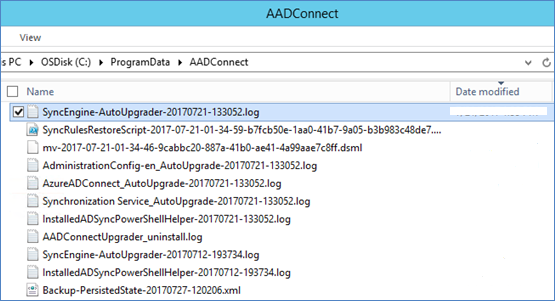 AADConnect
View
s PC ▸ OSDisk (C:) ▸ ProgramData ▸ AADConnect
Name Date modified
SyncEngine-AutoUpgrader-20170721-133052.log
SyncRulesRestoreScript-2017-07-21-01-34-59-b7fcb50e-1aa0-41b7-9a05-b3b983c48de7....
mv-2017-07-21-01-34-46-9cabbc20-887a-41b0-ae41-4a99aae7c8ff.dsml
AdministrationConfig-en_AutoUpgrade-20170721-133052.log
AzureADConnect_AutoUpgrade-20170721-133052.log
Synchronization Service_AutoUpgrade-20170721-133052.log
InstalledADSyncPowerShellHelper-20170721-133052.log
AADConnectUpgrader_uninstall.log
SyncEngine-AutoUpgrader-20170712-193734.log
InstalledADSyncPowerShellHelper-20170712-193734.log
Backup-PersistedState-20170727-120206.xml